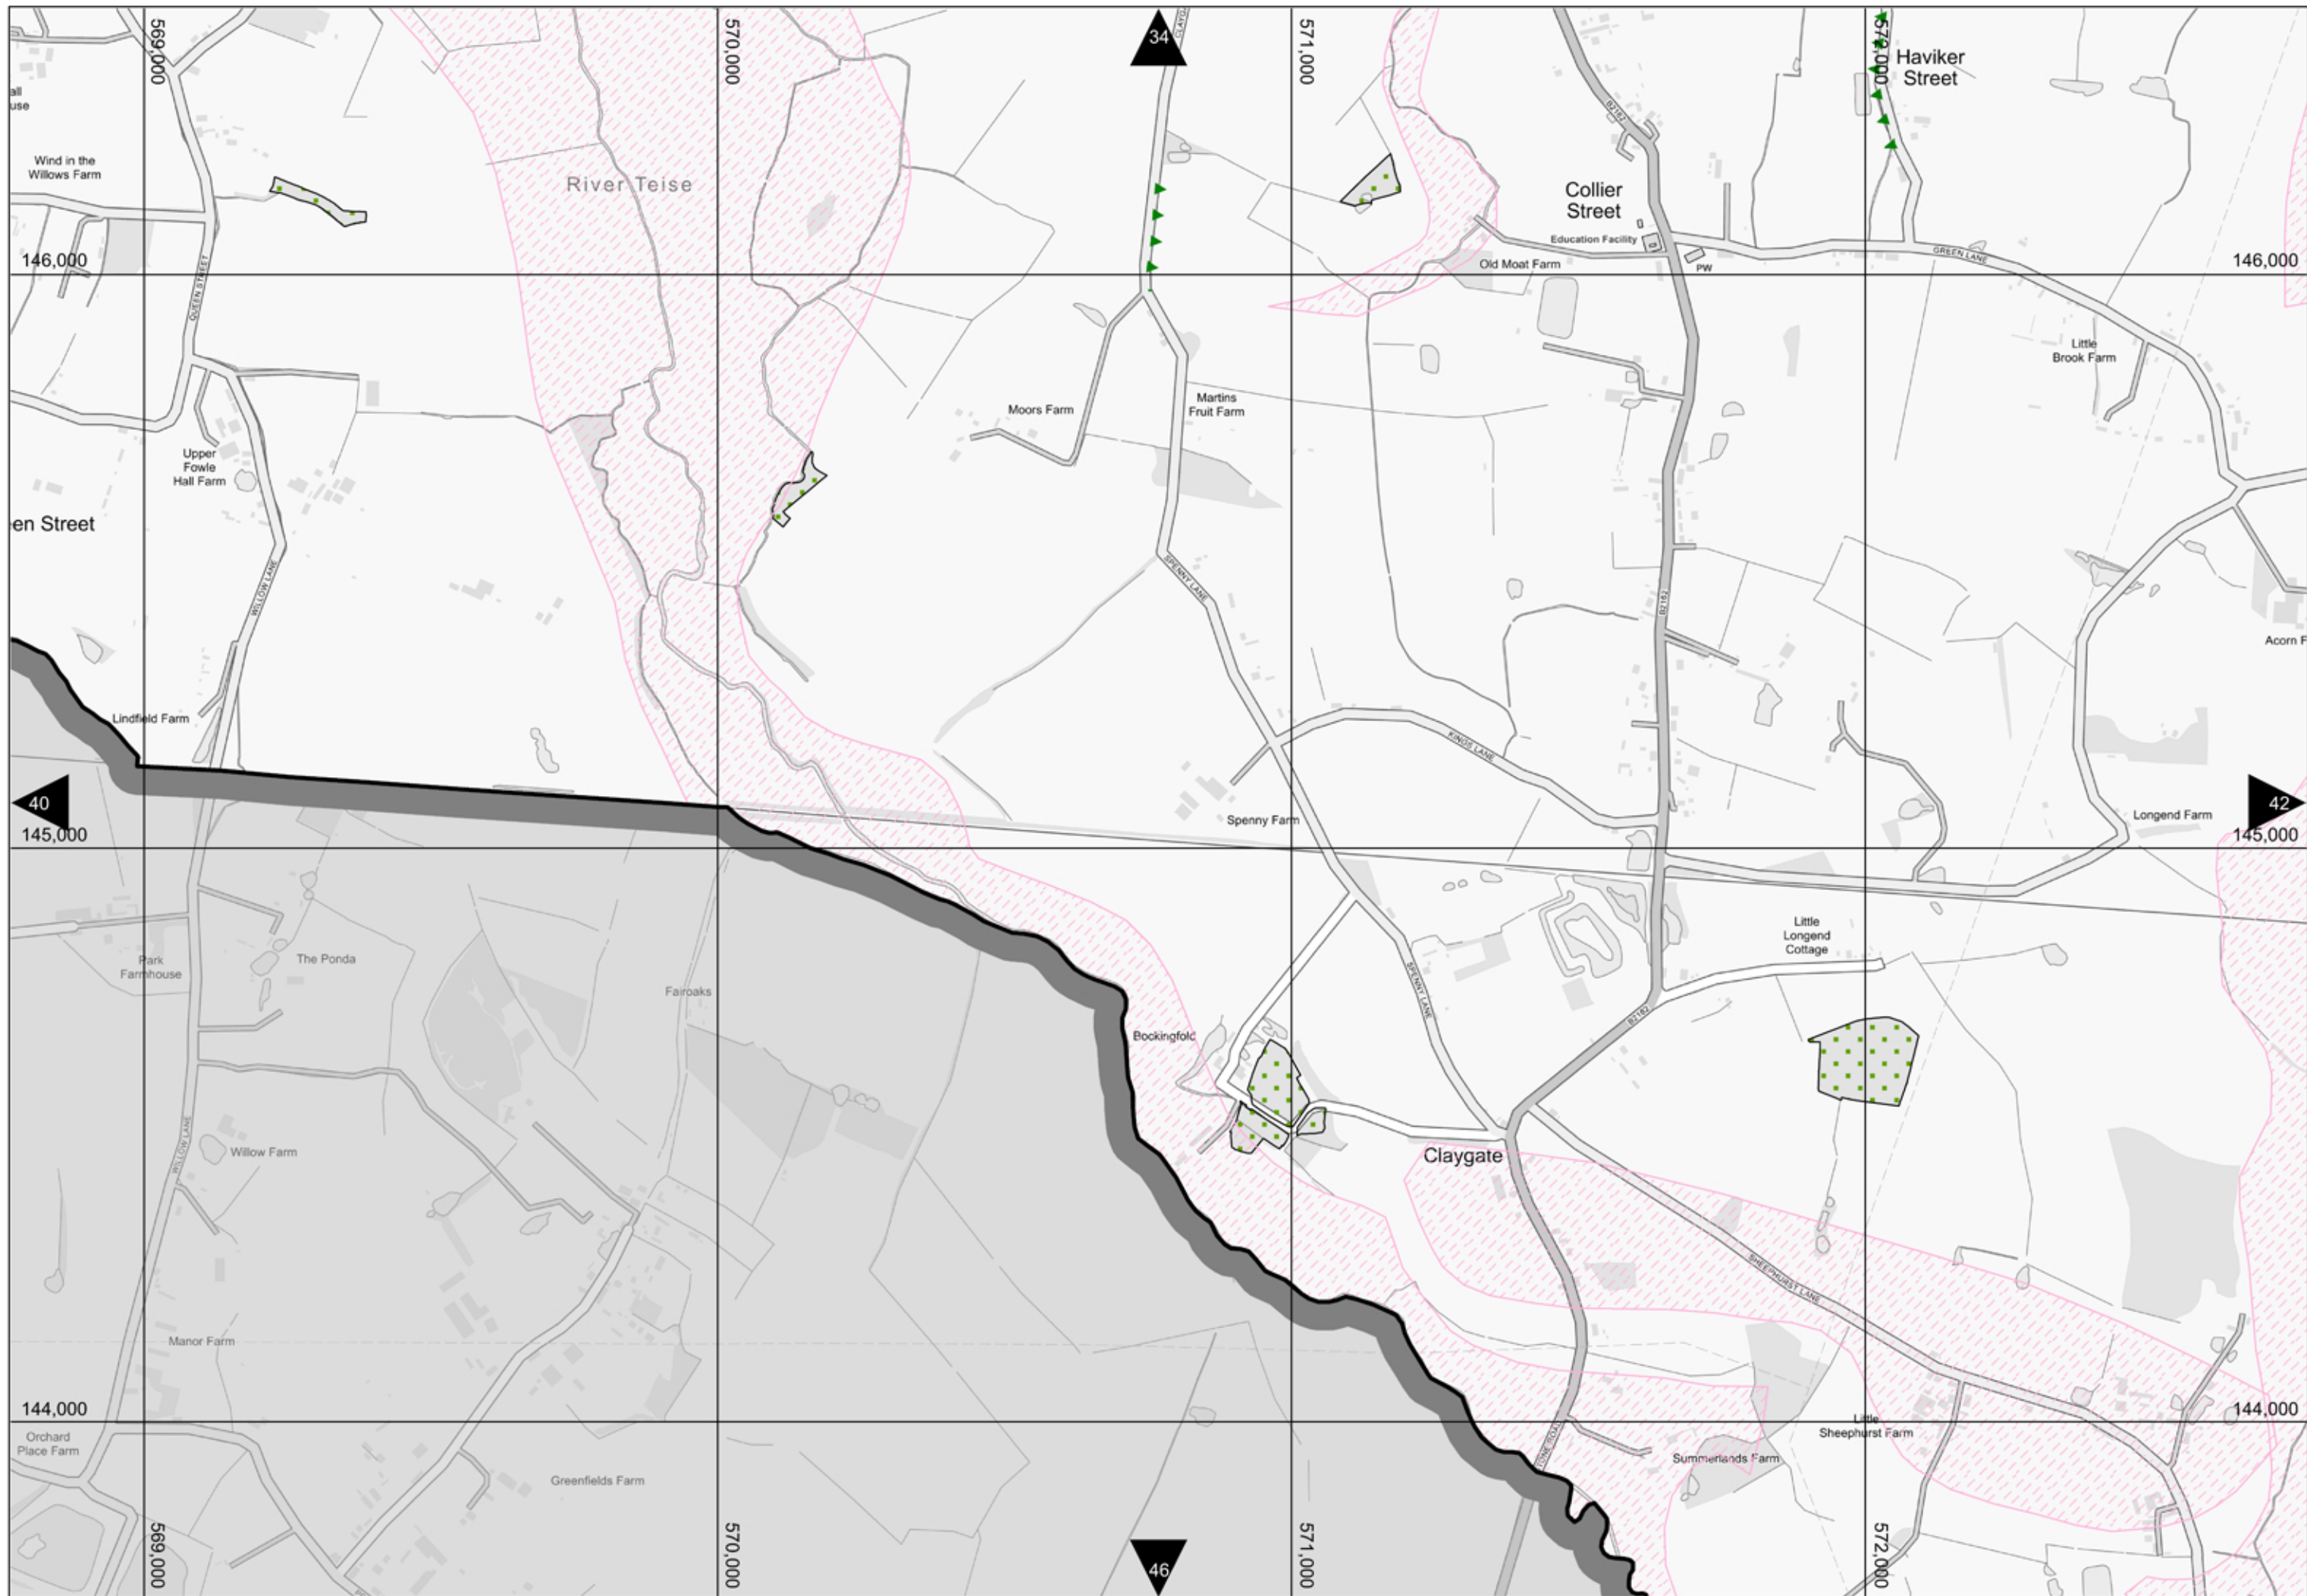 569,000
570,000
34
CLAYG
571,000
572,000
Haviker
Street
all
use
B2162
Wind in the
Willows Farm
River Teise
Collier
Street
Education Facility
Old Moat Farm
PW
GREEN LANE
146,000
146,000
QUEEN STREET
Little
Brook Farm
Moors Farm
Martins
Fruit Farm
Upper
Fowle
Hall Farm
en Street
WILLOW LANE
SPENNY LANE
B2162
Acorn F
Lindfield Farm
KINGS LANE
40
42
Spenny Farm
Longend Farm
145,000
145,000
Little
Longend
Cottage
Park
Farmhouse
The Ponda
Fairoaks
SPENNY LANE
B2162
Bockingfold
WILLOW LANE
Willow Farm
Claygate
SHEEPHURST LANE
Manor Farm
144,000
144,000
Orchard
Place Farm
Little
Sheephurst Farm
Summerlands Farm
Greenfields Farm
569,000
570,000
46
571,000
572,000